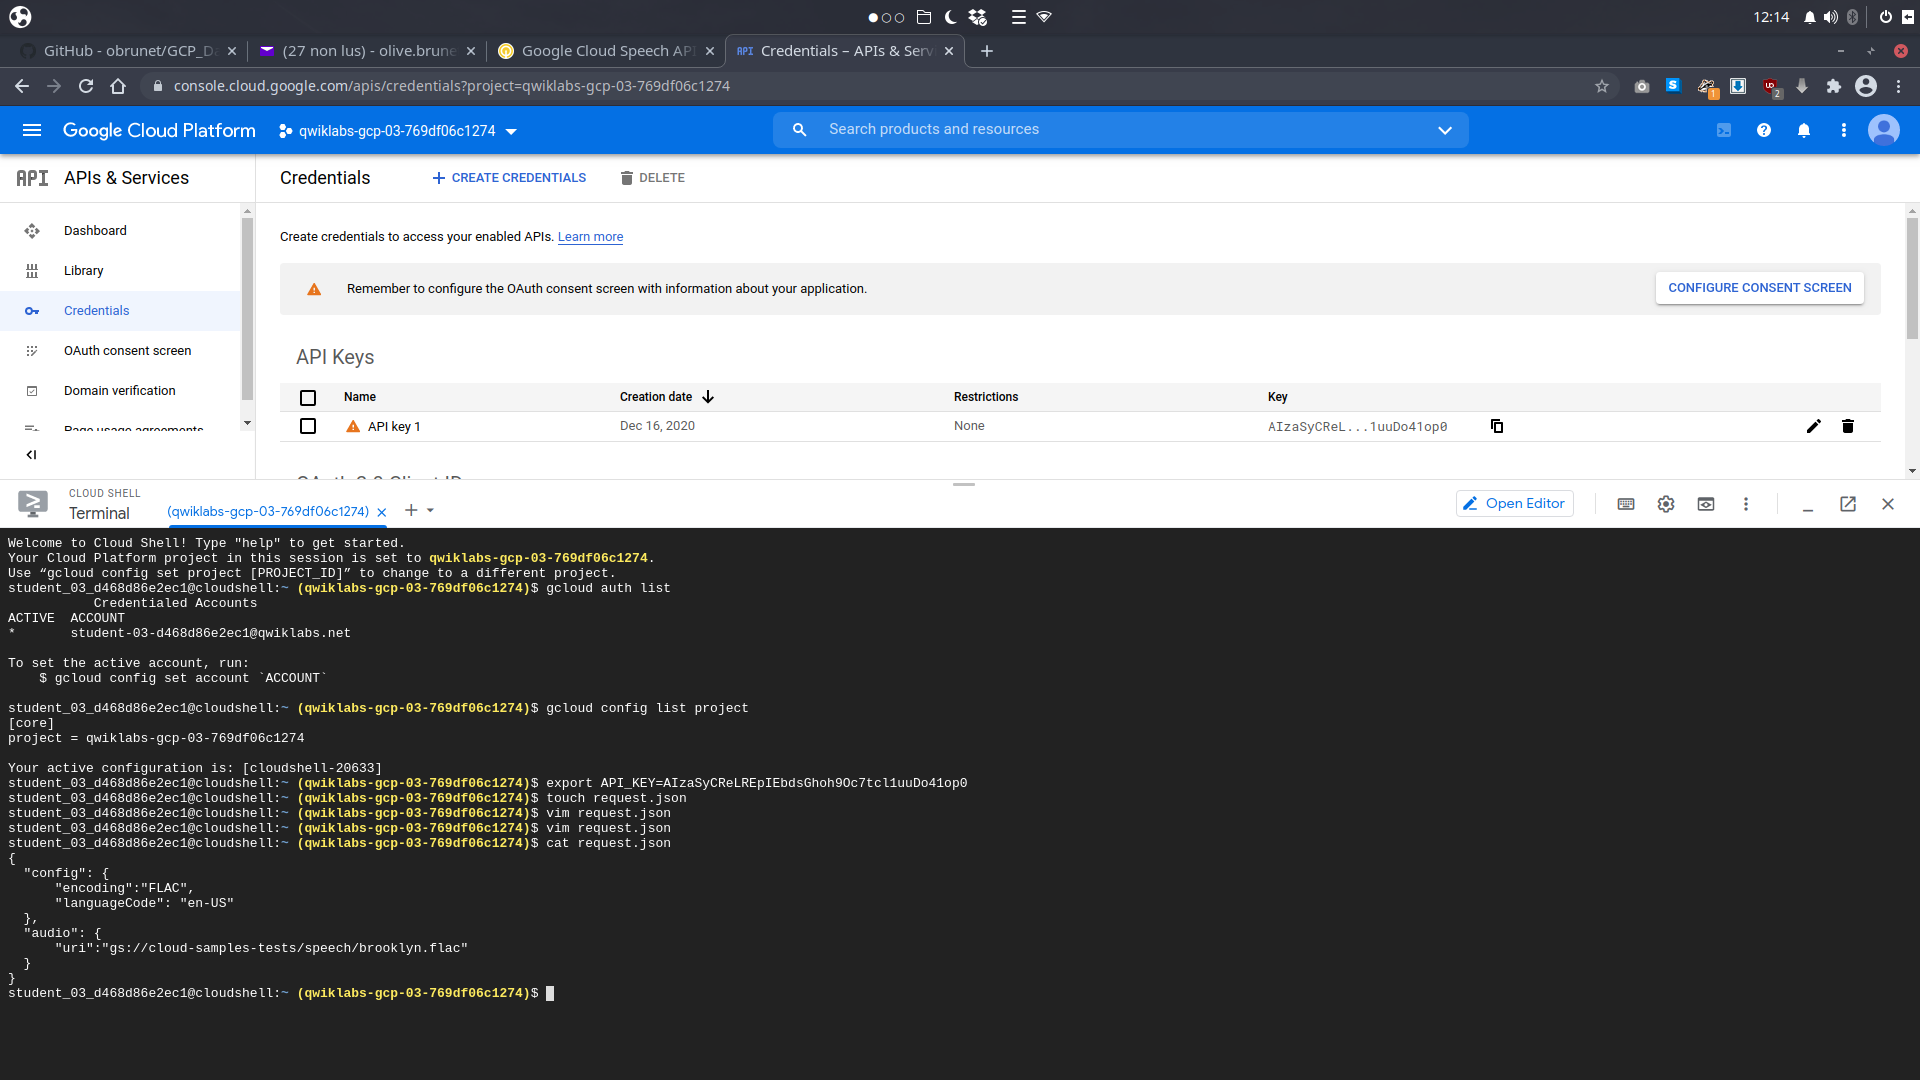 12:14
GitHub - obrunet/GCP_Da
(27 non lus) - olive.brune
Google Cloud Speech API
API Credentials – APIs & Serv
console.cloud.google.com/apis/credentials?project=qwiklabs-gcp-03-769df06c1274
S
1
2
Google Cloud Platform
qwiklabs-gcp-03-769df06c1274
Search products and resources
API APIs & Services
Credentials
CREATE CREDENTIALS
DELETE
Dashboard
Library
Credentials
OAuth consent screen
Domain verification
Page usage agreements
Create credentials to access your enabled APIs. Learn more
Remember to configure the OAuth consent screen with information about your application.
CONFIGURE CONSENT SCREEN
API Keys
Name Creation date Restrictions Key
API key 1 Dec 16, 2020 None AIzaSyCReL...1uuDo41op0
OAuth 2.0 Client ID
CLOUD SHELL
Terminal
(qwiklabs-gcp-03-769df06c1274)
Open Editor
Welcome to Cloud Shell! Type "help" to get started.
Your Cloud Platform project in this session is set to qwiklabs-gcp-03-769df06c1274.
Use “gcloud config set project [PROJECT_ID]” to change to a different project.
student_03_d468d86e2ec1@cloudshell:~ (qwiklabs-gcp-03-769df06c1274)$ gcloud auth list
Credentialed Accounts
ACTIVE  ACCOUNT
*       student-03-d468d86e2ec1@qwiklabs.net
To set the active account, run:
$ gcloud config set account `ACCOUNT`
student_03_d468d86e2ec1@cloudshell:~ (qwiklabs-gcp-03-769df06c1274)$ gcloud config list project
[core]
project = qwiklabs-gcp-03-769df06c1274
Your active configuration is: [cloudshell-20633]
student_03_d468d86e2ec1@cloudshell:~ (qwiklabs-gcp-03-769df06c1274)$ export API_KEY=AIzaSyCReLREpIEbdsGhoh9Oc7tcl1uuDo41op0
student_03_d468d86e2ec1@cloudshell:~ (qwiklabs-gcp-03-769df06c1274)$ touch request.json
student_03_d468d86e2ec1@cloudshell:~ (qwiklabs-gcp-03-769df06c1274)$ vim request.json
student_03_d468d86e2ec1@cloudshell:~ (qwiklabs-gcp-03-769df06c1274)$ vim request.json
student_03_d468d86e2ec1@cloudshell:~ (qwiklabs-gcp-03-769df06c1274)$ cat request.json
{
"config": {
"encoding":"FLAC",
"languageCode": "en-US"
},
"audio": {
"uri":"gs://cloud-samples-tests/speech/brooklyn.flac"
}
}
student_03_d468d86e2ec1@cloudshell:~ (qwiklabs-gcp-03-769df06c1274)$